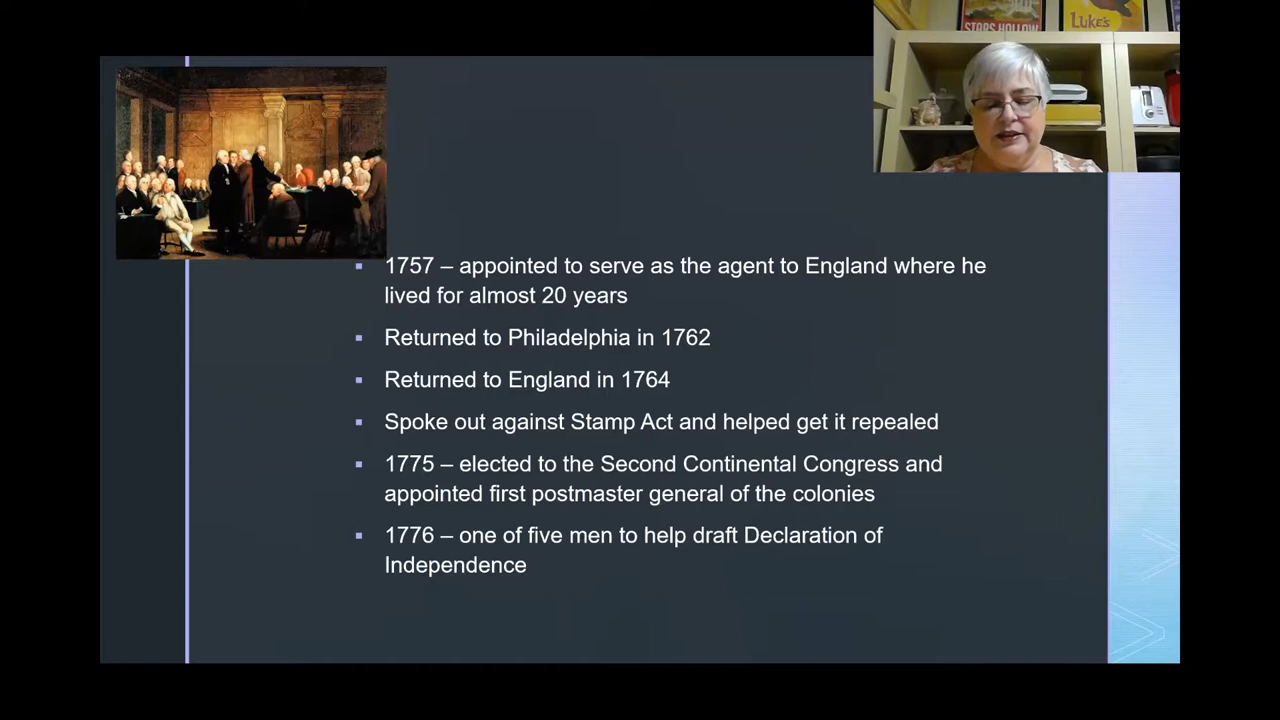 STARS HOLLOW
LUKE'S
▪ 1757 – appointed to serve as the agent to England where he
lived for almost 20 years
▪ Returned to Philadelphia in 1762
▪ Returned to England in 1764
▪ Spoke out against Stamp Act and helped get it repealed
▪ 1775 – elected to the Second Continental Congress and
appointed first postmaster general of the colonies
▪ 1776 – one of five men to help draft Declaration of
Independence